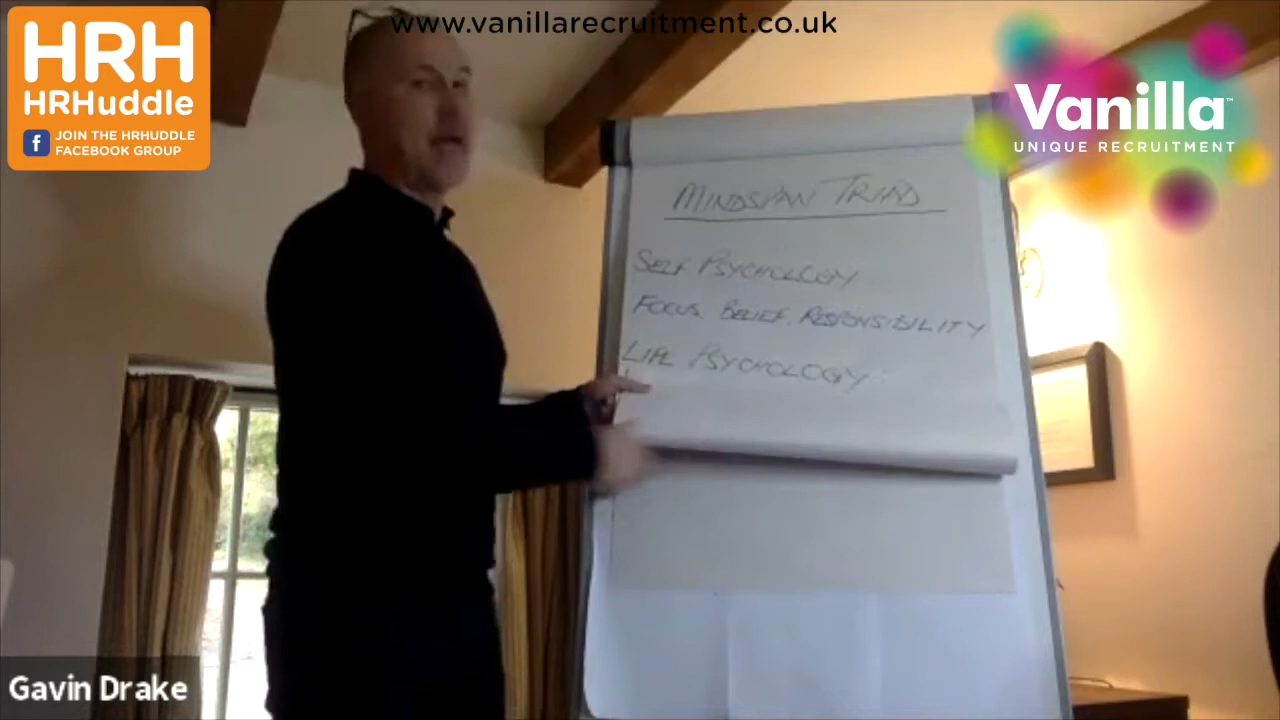 www.vanillarecruitment.co.uk
HRH
HRHuddle
f JOIN THE HRHUDDLE
FACEBOOK GROUP
Vanilla™
UNIQUE RECRUITMENT
MINDSPAN TRIAD
SELF PSYCHOLOGY
FOCUS. BELIEF. RESPONSIBILITY
LIFE PSYCHOLOGY
Gavin Drake